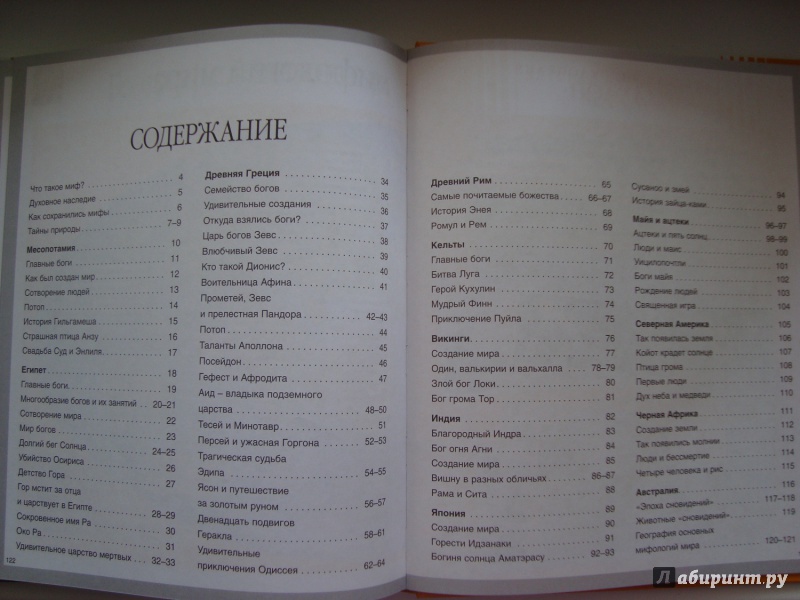 СОДЕРЖАНИЕ
Что такое миф? 4
Духовное наследие 5
Как сохранились мифы 6
Тайны природы 7–9
Месопотамия 10
Главные боги 11
Как был создан мир 12
Сотворение людей 13
Потоп 14
История Гильгамеша 15
Страшная птица Анзу 16
Свадьба Суд и Энлиля 17
Египет 18
Главные боги 19
Многообразие богов и их занятий 20–21
Сотворение мира 22
Мир богов 23
Долгий бег Солнца 24–25
Убийство Осириса 26
Детство Гора 27
Гор мстит за отца
и царствует в Египте 28–29
Сокровенное имя Ра 30
Око Ра 31
Удивительное царство мертвых 32–33
122
Древняя Греция 34
Семейство богов 35
Удивительные создания 36
Откуда взялись боги? 37
Царь богов Зевс 38
Влюбчивый Зевс 39
Кто такой Дионис? 40
Воительница Афина 41
Прометей, Зевс
и прелестная Пандора 42–43
Потоп 44
Таланты Аполлона 45
Посейдон 46
Гефест и Афродита 47
Аид – владыка подземного
царства 48–50
Тесей и Минотавр 51
Персей и ужасная Горгона 52–53
Трагическая судьба
Эдипа 54–55
Ясон и путешествие
за золотым руном 56–57
Двенадцать подвигов
Геракла 58–61
Удивительные
приключения Одиссея 62–64
Древний Рим 65
Самые почитаемые божества 66–67
История Энея 68
Ромул и Рем 69
Кельты 70
Главные боги 71
Битва Луга 72
Герой Кухулин 73
Мудрый Финн 74
Приключение Пуйла 75
Викинги 76
Создание мира 77
Один, валькирии и вальхалла 78–79
Злой бог Локи 80
Бог грома Тор 81
Индия 82
Благородный Индра 83
Бог огня Агни 84
Создание мира 85
Вишну в разных обличьях 86–87
Рама и Сита 88
Япония 89
Создание мира 90
Горести Идзанаки 91
Богиня солнца Аматэрасу 92–93
Сусаноо и змей 94
История зайца-ками 95
Майя и ацтеки 96–97
Ацтеки и пять солнц 98–99
Люди и маис 100
Уицилопочтли 101
Боги майя 102
Рождение людей 103
Священная игра 104
Северная Америка 105
Так появилась земля 106
Койот крадет солнце 107
Птица грома 108
Первые люди 109
Дух неба и медведи 110
Черная Африка 111
Создание земли 112
Так появились молнии 113
Люди и бессмертие 114
Четыре человека и рис 115
Австралия 116
«Эпоха сновидений» 117–118
Животные «сновидений» 119
География основных
мифологий мира 120–121
Лабиринт.ру